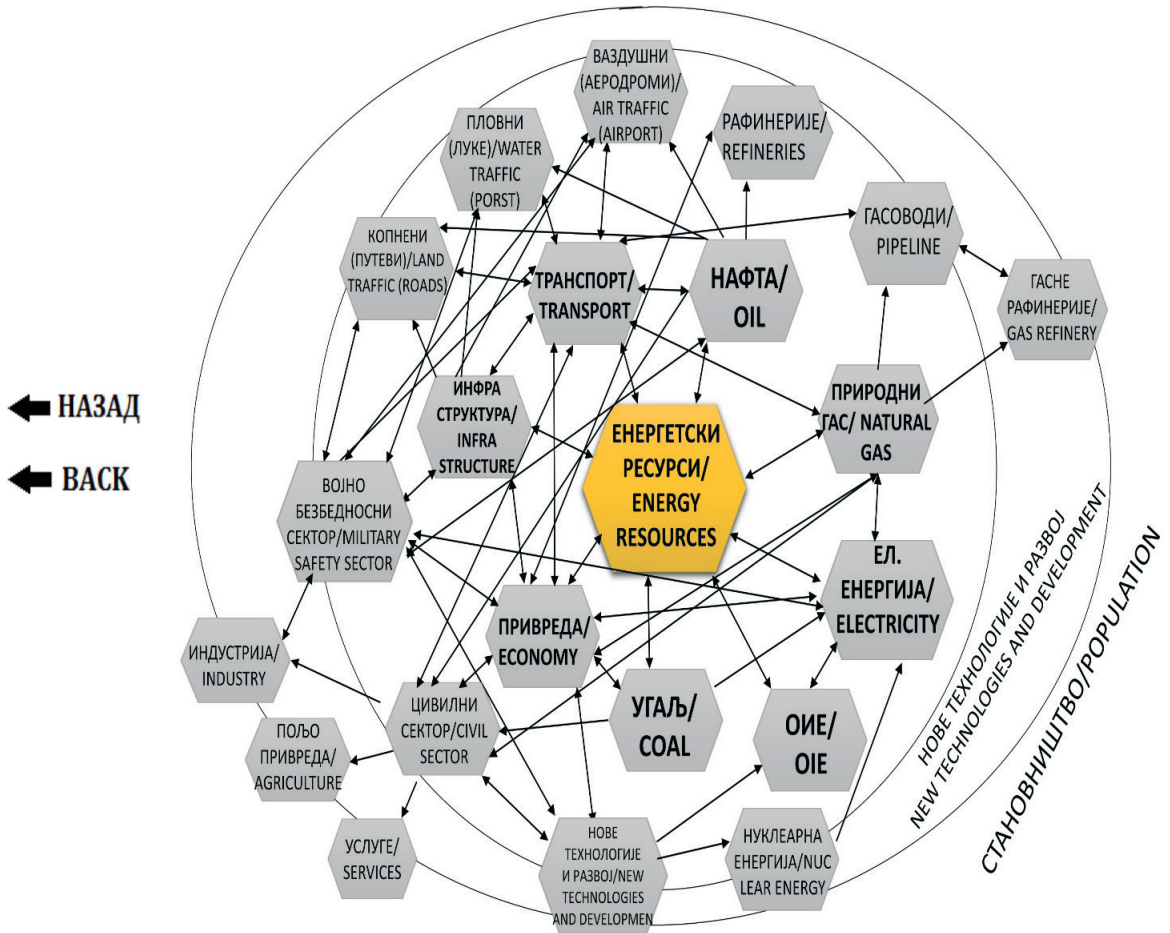 ВАЗДУШНИ
(АЕРОДРОМИ)/
AIR TRAFFIC
(AIRPORT)
ПЛОВНИ
(ЛУКЕ)/WATER
TRAFFIC
(PORST)
РАФИНЕРИЈЕ/
REFINERIES
КОПНЕНИ
(ПУТЕВИ)/LAND
TRAFFIC (ROADS)
ГАСОВОДИ/
PIPELINE
ТРАНСПОРТ/
TRANSPORT
НАФТА/
OIL
ГАСНЕ
РАФИНЕРИЈЕ/
GAS REFINERY
ИНФРА
СТРУКТУРА/
INFRA
STRUCTURE
ПРИРОДНИ
ГАС/ NATURAL
GAS
ЕНЕРГЕТСКИ
РЕСУРСИ/
ENERGY
RESOURCES
НАЗАД
BACK
ВОЈНО
БЕЗБЕДНОСНИ
СЕКТОР/MILITARY
SAFETY SECTOR
ЕЛ.
ЕНЕРГИЈА/
ELECTRICITY
ПРИВРЕДА/
ECONOMY
ИНДУСТРИЈА/
INDUSTRY
ЦИВИЛНИ
СЕКТОР/CIVIL
SECTOR
УГАЉ/
COAL
ОИЕ/
OIE
ПОЉО
ПРИВРЕДА/
AGRICULTURE
УСЛУГЕ/
SERVICES
НОВЕ
ТЕХНОЛОГИЈЕ
И РАЗВОЈ/NEW
TECHNOLOGIES
AND DEVELOPMEN
НУКЛЕАРНА
ЕНЕРГИЈА/NUC
LEAR ENERGY
НОВЕ ТЕХНОЛОГИЈЕ И РАЗВОЈ
NEW TECHNOLOGIES AND DEVELOPMENT
СТАНОВНИШТВО/POPULATION